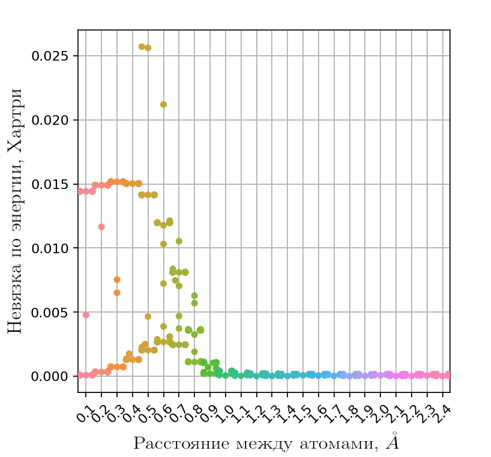 0.025
0.020
0.015
0.010
0.005
0.000
Невязка по энергии, Хартри
0.1 0.2 0.3 0.4 0.5 0.6 0.7 0.8 0.9 1.0 1.1 1.2 1.3 1.4 1.5 1.6 1.7 1.8 1.9 2.0 2.1 2.2 2.3 2.4
Расстояние между атомами, Å